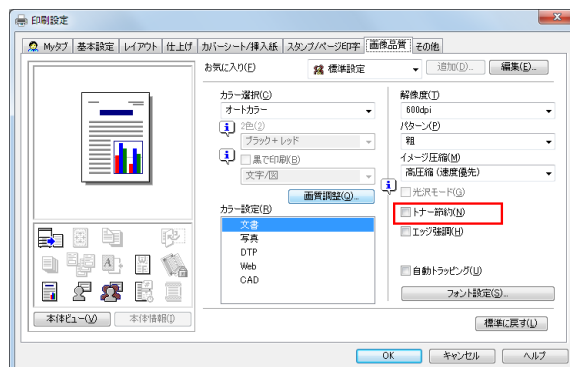 印刷設定
Myタブ 基本設定 レイアウト 仕上げ カバーシート/挿入紙 スタンプ/ページ印字 画像品質 その他
お気に入り(F) 標準設定 追加(D)... 編集(E)...
カラー選択(C)
オートカラー
2色(2)
ブラック+レッド
黒で印刷(B)
文字/図
画質調整(Q)...
カラー設定(R)
文書
写真
DTP
Web
CAD
解像度(T)
600dpi
パターン(P)
粗
イメージ圧縮(M)
高圧縮 (速度優先)
光沢モード(G)
トナー節約(N)
エッジ強調(H)
自動トラッピング(U)
フォント設定(S)...
本体ビュー(V) 本体情報(I)
標準に戻す(L)
OK キャンセル ヘルプ